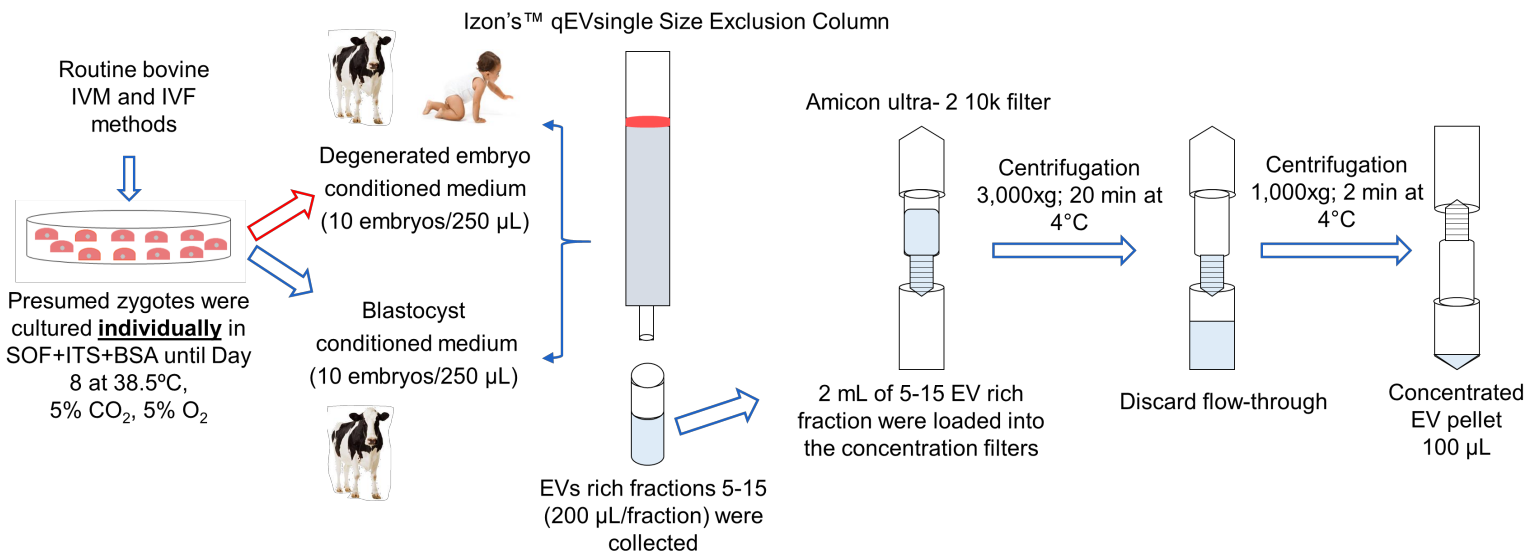 Izon's™ qEVsingle Size Exclusion Column
Routine bovine
IVM and IVF
methods
Presumed zygotes were
cultured individually in
SOF+ITS+BSA until Day
8 at 38.5ºC,
5% CO₂, 5% O₂
Degenerated embryo
conditioned medium
(10 embryos/250 µL)
Blastocyst
conditioned medium
(10 embryos/250 µL)
EVs rich fractions 5-15
(200 µL/fraction) were
collected
Amicon ultra- 2 10k filter
2 mL of 5-15 EV rich
fraction were loaded into
the concentration filters
Centrifugation
3,000xg; 20 min at
4°C
Discard flow-through
Centrifugation
1,000xg; 2 min at
4°C
Concentrated
EV pellet
100 µL